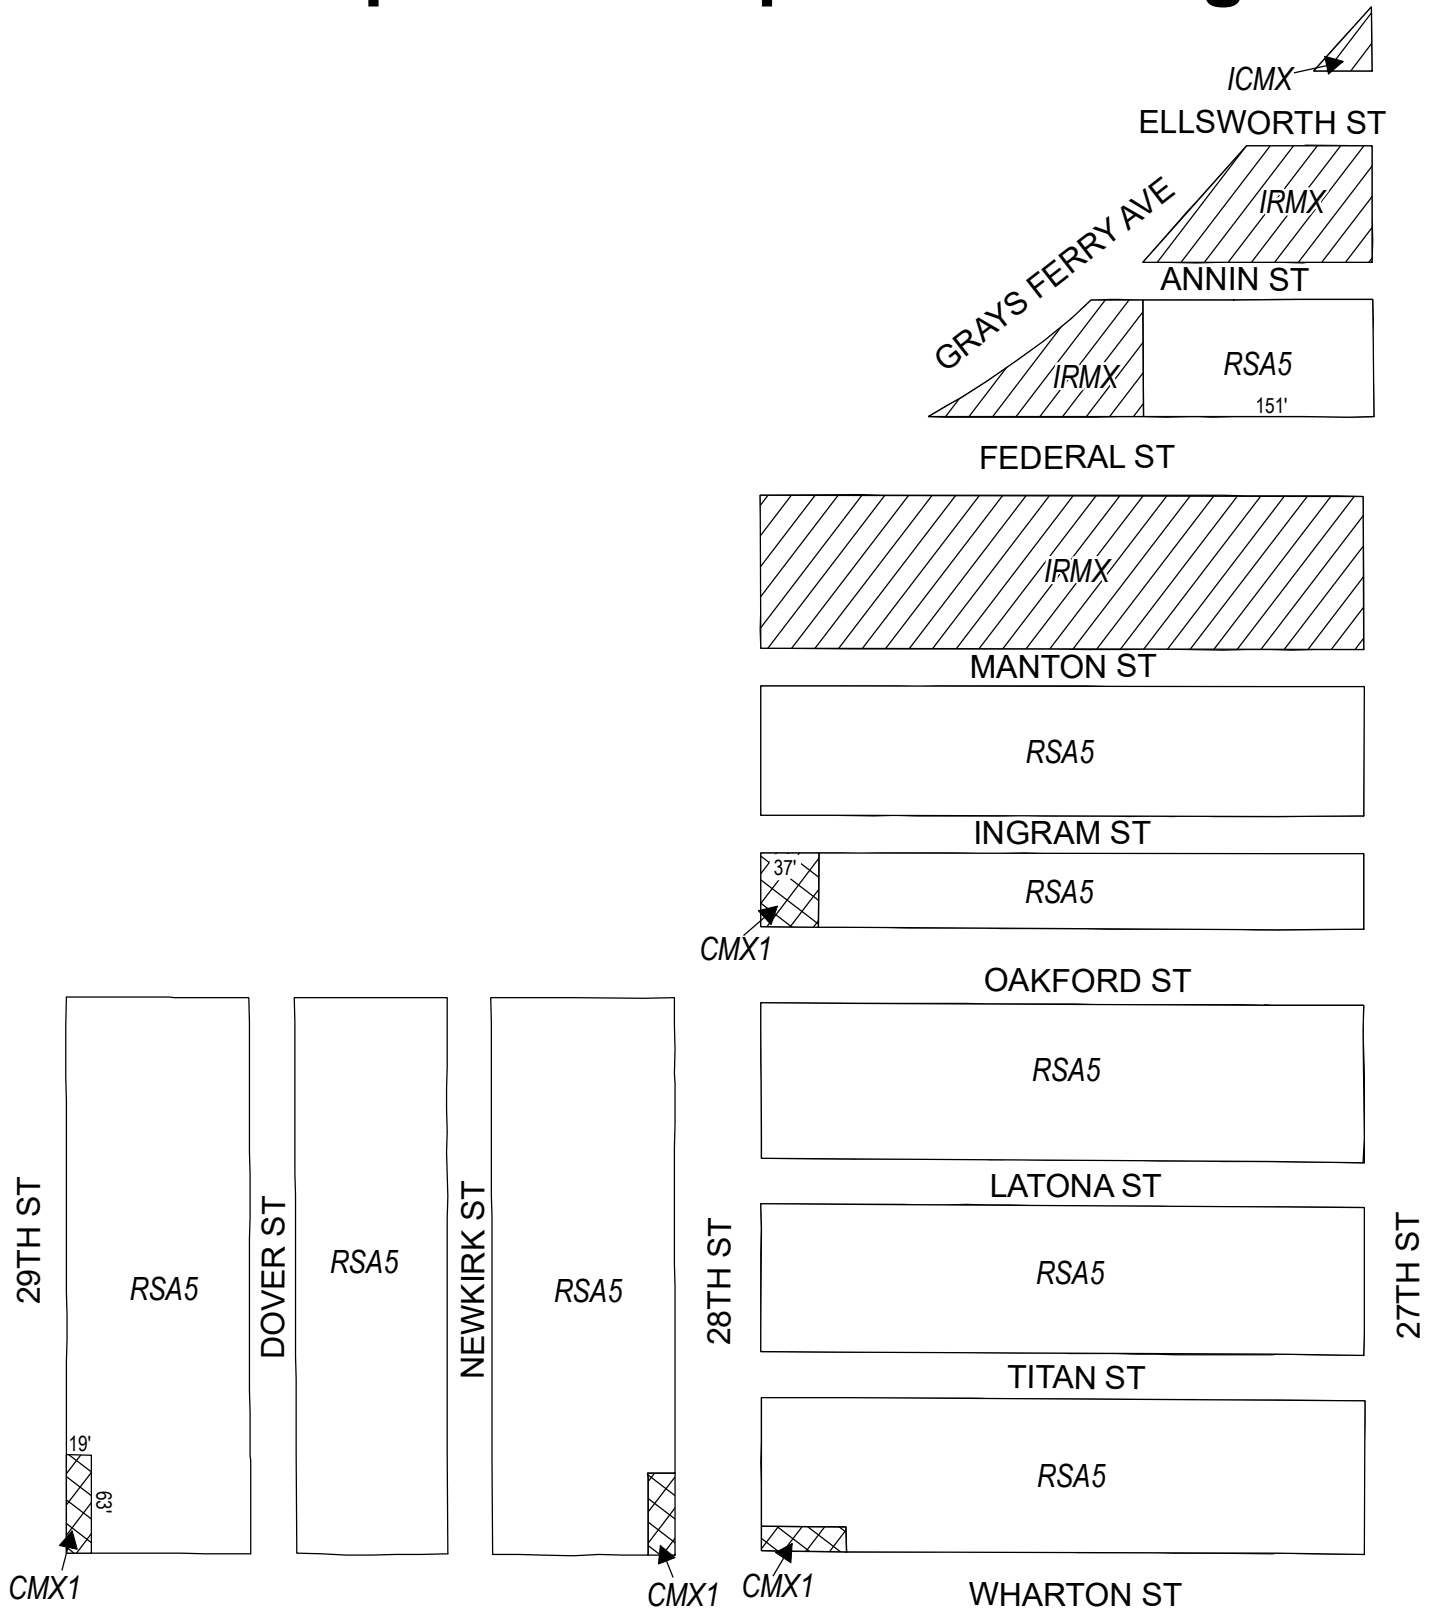 ICMX
ELLSWORTH ST
IRMX
GRAYS FERRY AVE
ANNIN ST
IRMX
RSA5
151'
FEDERAL ST
IRMX
MANTON ST
RSA5
INGRAM ST
37'
RSA5
CMX1
OAKFORD ST
RSA5
LATONA ST
29TH ST
RSA5
DOVER ST
RSA5
NEWKIRK ST
RSA5
28TH ST
RSA5
27TH ST
TITAN ST
19'
63'
RSA5
CMX1
CMX1
CMX1
WHARTON ST